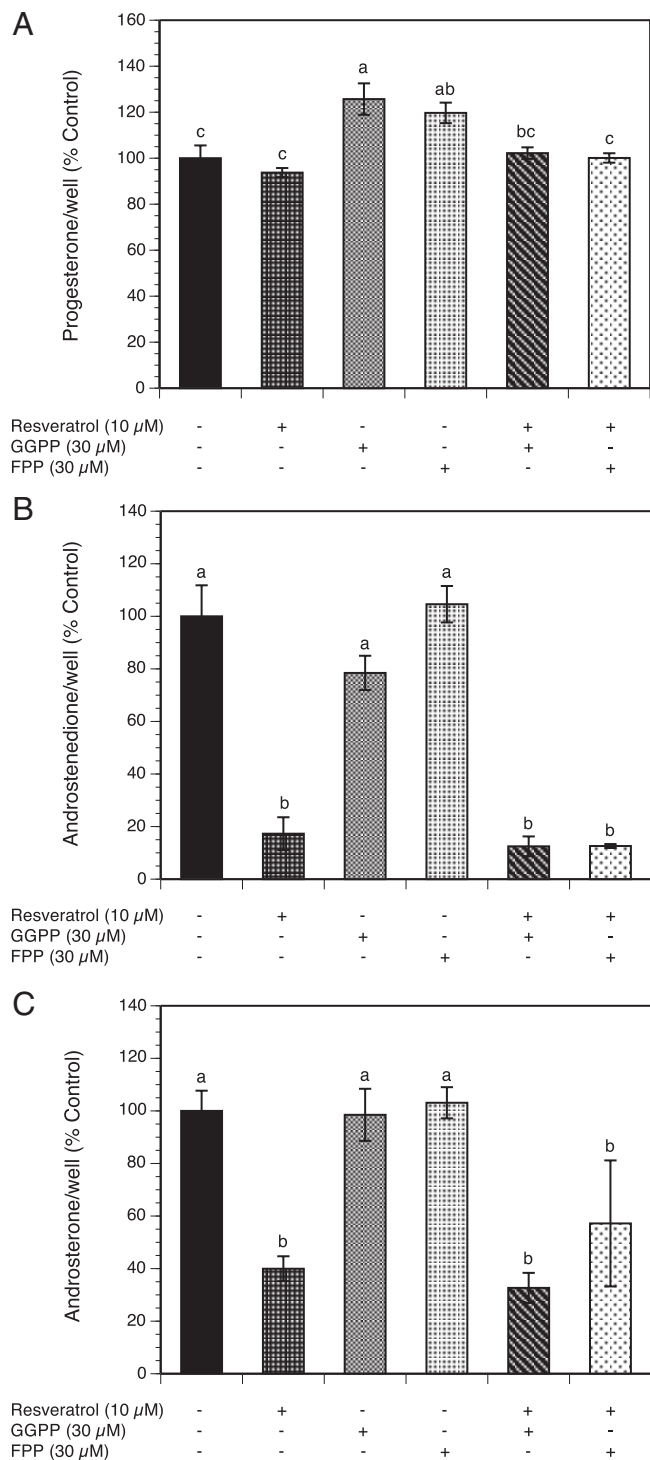 A
Progesterone/well (% Control)
160
140
120
100
80
60
40
20
0
c c a ab bc c
Resveratrol (10 µM) - + - - + +
GGPP (30 µM) - - + - + -
FPP (30 µM) - - - + - +
B
Androstenedione/well (% Control)
140
120
100
80
60
40
20
0
a b a a b b
Resveratrol (10 µM) - + - - + +
GGPP (30 µM) - - + - + -
FPP (30 µM) - - - + - +
C
Androsterone/well (% Control)
140
120
100
80
60
40
20
0
a b a a b b
Resveratrol (10 µM) - + - - + +
GGPP (30 µM) - - + - + -
FPP (30 µM) - - - + - +